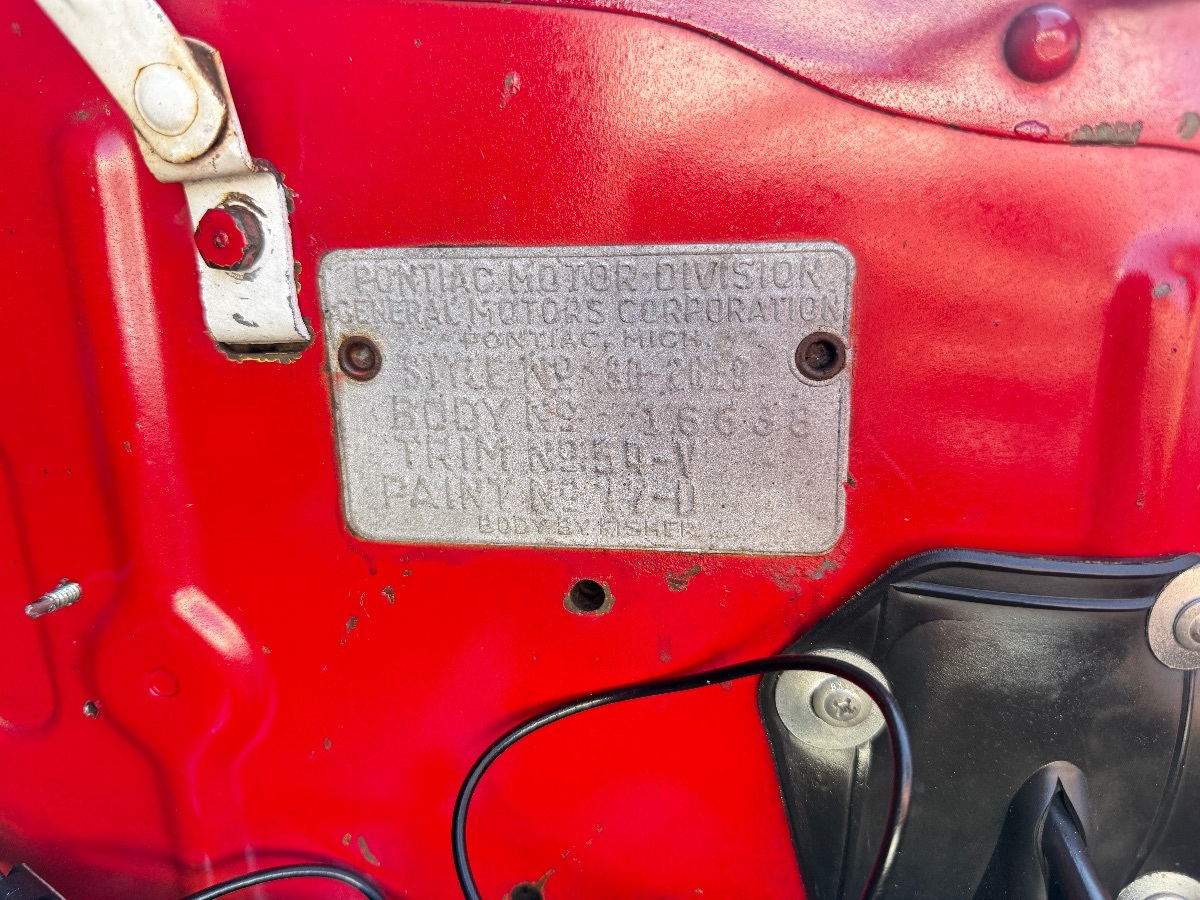 PONTIAC MOTOR DIVISION
GENERAL MOTORS CORPORATION
PONTIAC, MICH.
STYLE Nº
BODY Nº
TRIM Nº
PAINT Nº
BODY BY FISHER